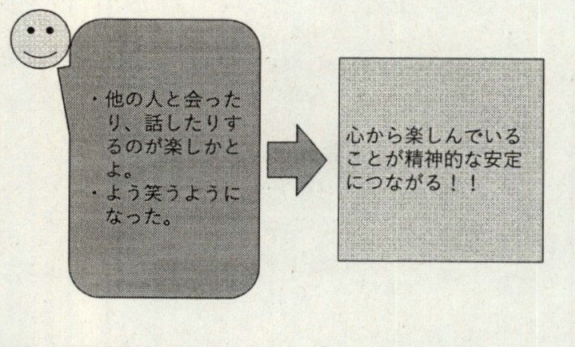 ・他の人と会った
り、話したりす
るのが楽しかと
よ。
・よう笑うように
なった。
心から楽しんでいる
ことが精神的な安定
につながる！！